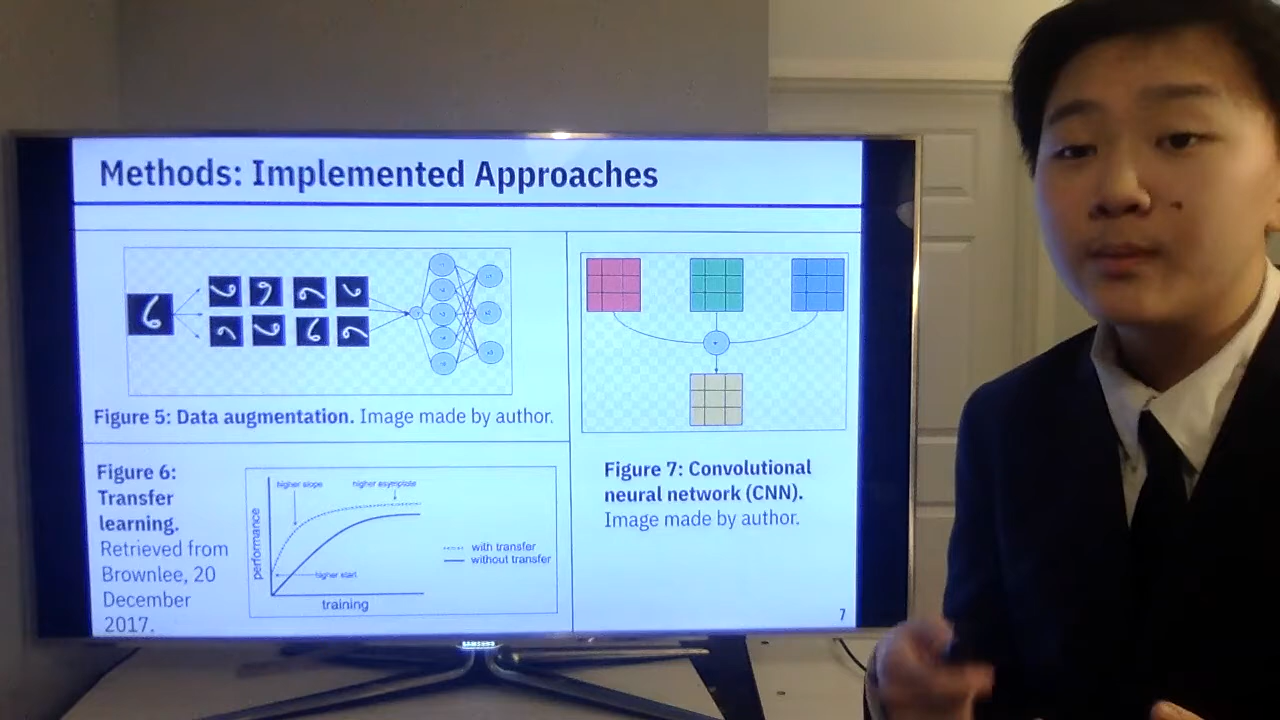 Methods: Implemented Approaches
Figure 5: Data augmentation. Image made by author.
Figure 6:
Transfer
learning.
Retrieved from
Brownlee, 20
December
2017.
higher slope
higher asymptote
performance
with transfer
without transfer
higher start
training
Figure 7: Convolutional
neural network (CNN).
Image made by author.
7
SAMSUNG